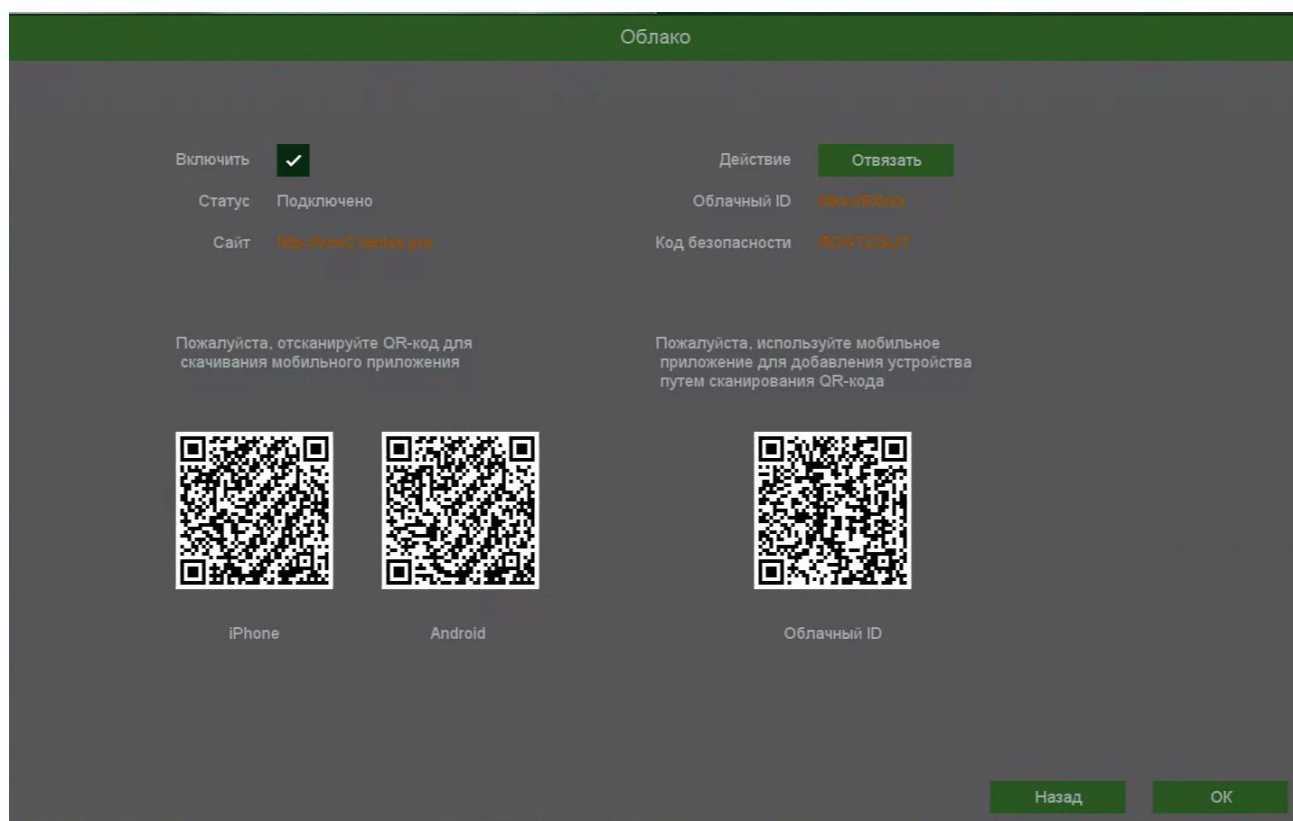 Облако
Включить
Действие
Отвязать
Статус
Подключено
Облачный ID
Сайт
Код безопасности
Пожалуйста, отсканируйте QR-код для
скачивания мобильного приложения
Пожалуйста, используйте мобильное
приложение для добавления устройства
путем сканирования QR-кода
iPhone
Android
Облачный ID
Назад
ОК